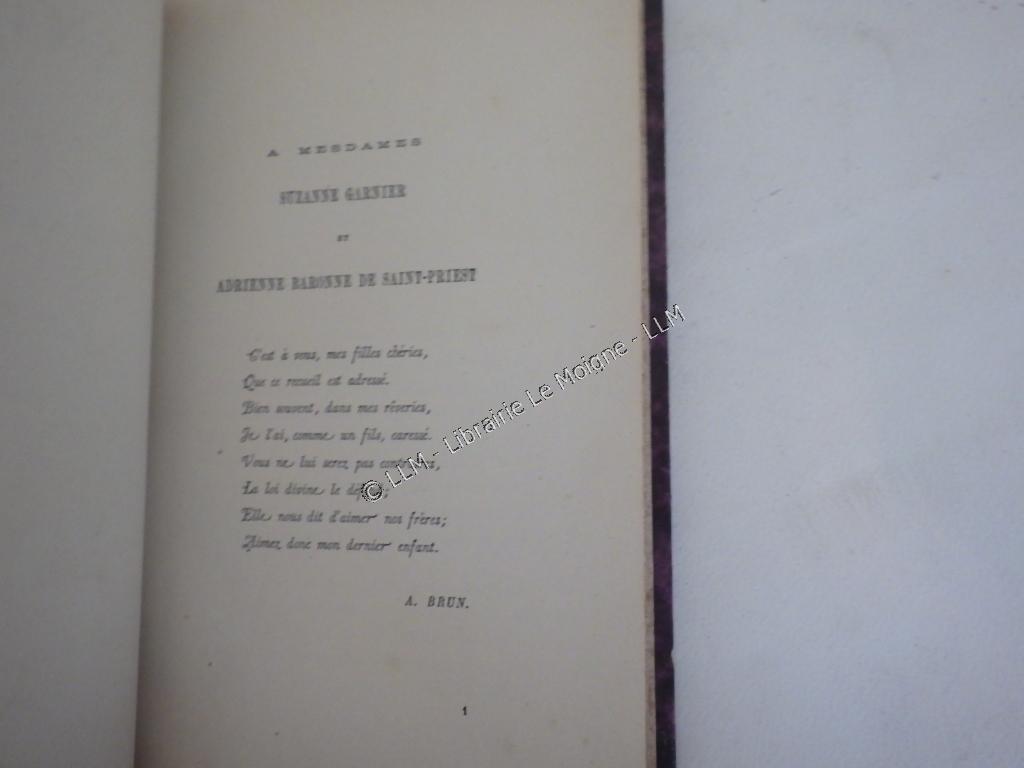 A MESDAMES
SUZANNE GARNIER
ET
ADRIENNE BARONNE DE SAINT-PRIEST
C'est à vous, mes filles chéries,
Que ce recueil est adressé.
Bien souvent, dans mes rêveries,
Je l'ai, comme un fils, caressé.
Vous ne lui serez pas
La loi divine le
Elle nous dit d'aimer nos frères;
Aimez donc mon dernier enfant.
A. BRUN.
1
© LLM - Librairie Le Moigne - LLM